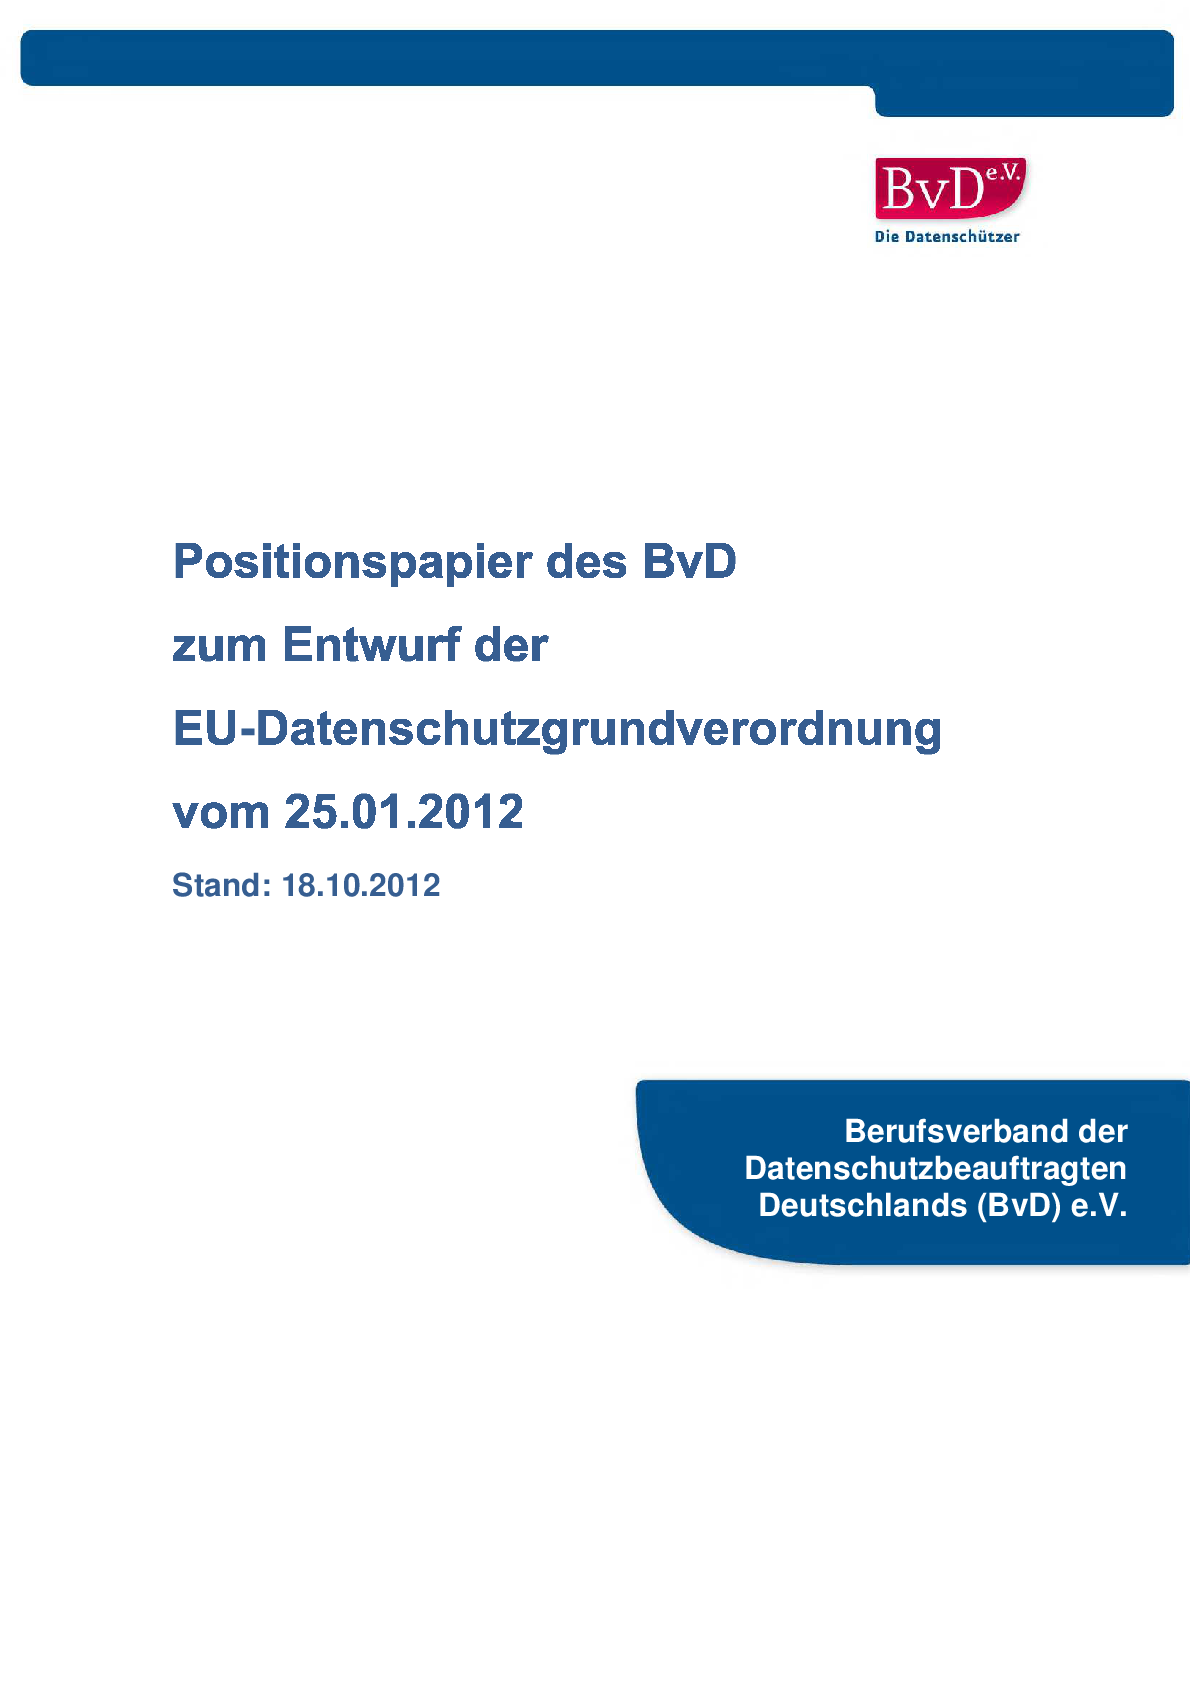 BvD e.V.
Die Datenschützer
Positionspapier des BvD
zum Entwurf der
EU-Datenschutzgrundverordnung
vom 25.01.2012
Stand: 18.10.2012
Berufsverband der
Datenschutzbeauftragten
Deutschlands (BvD) e.V.